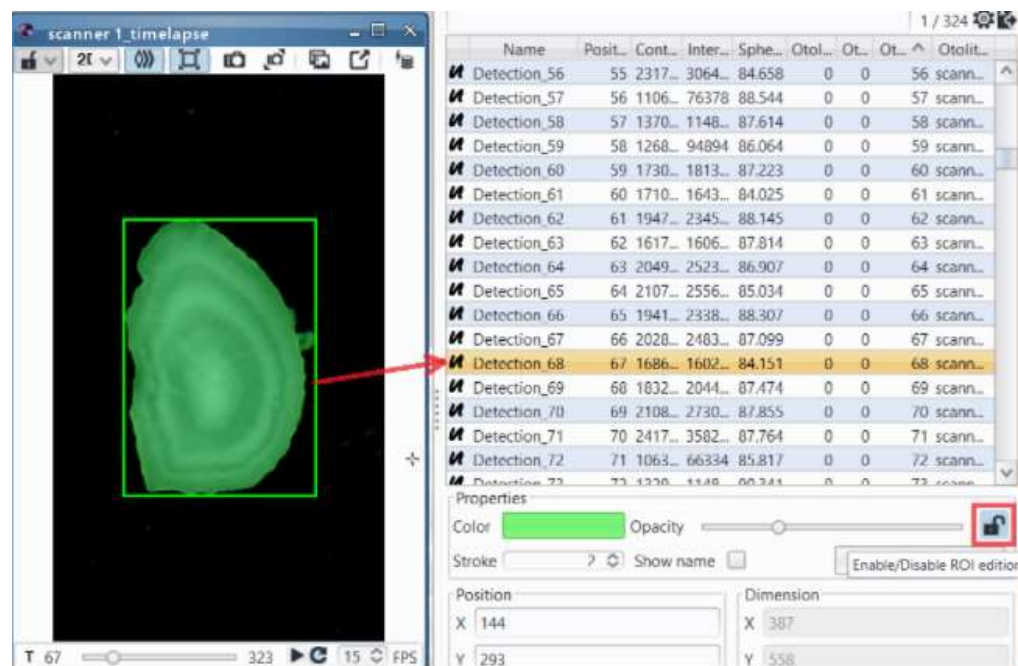 scanner 1_timelapse
T 67 323 15 FPS
1 / 324
Name Posit... Cont... Inter... Sphe... Otol... Ot... Ot... Otolit...
Detection_56 55 2317... 3064... 84.658 0 0 56 scann...
Detection_57 56 1106... 76378 88.544 0 0 57 scann...
Detection_58 57 1370... 1148... 87.614 0 0 58 scann...
Detection_59 58 1268... 94894 86.064 0 0 59 scann...
Detection_60 59 1730... 1813... 87.223 0 0 60 scann...
Detection_61 60 1710... 1643... 84.025 0 0 61 scann...
Detection_62 61 1947... 2345... 88.145 0 0 62 scann...
Detection_63 62 1617... 1606... 87.814 0 0 63 scann...
Detection_64 63 2049... 2523... 86.907 0 0 64 scann...
Detection_65 64 2107... 2556... 85.034 0 0 65 scann...
Detection_66 65 1941... 2338... 88.307 0 0 66 scann...
Detection_67 66 2028... 2483... 87.099 0 0 67 scann...
Detection_68 67 1686... 1602... 84.151 0 0 68 scann...
Detection_69 68 1832... 2044... 87.474 0 0 69 scann...
Detection_70 69 2108... 2730... 87.855 0 0 70 scann...
Detection_71 70 2417... 3582... 87.764 0 0 71 scann...
Detection_72 71 1063... 66334 85.817 0 0 72 scann...
Properties
Color Opacity
Stroke 2 Show name
Enable/Disable ROI edition
Position Dimension
X 144 X 387
Y 293 Y 558